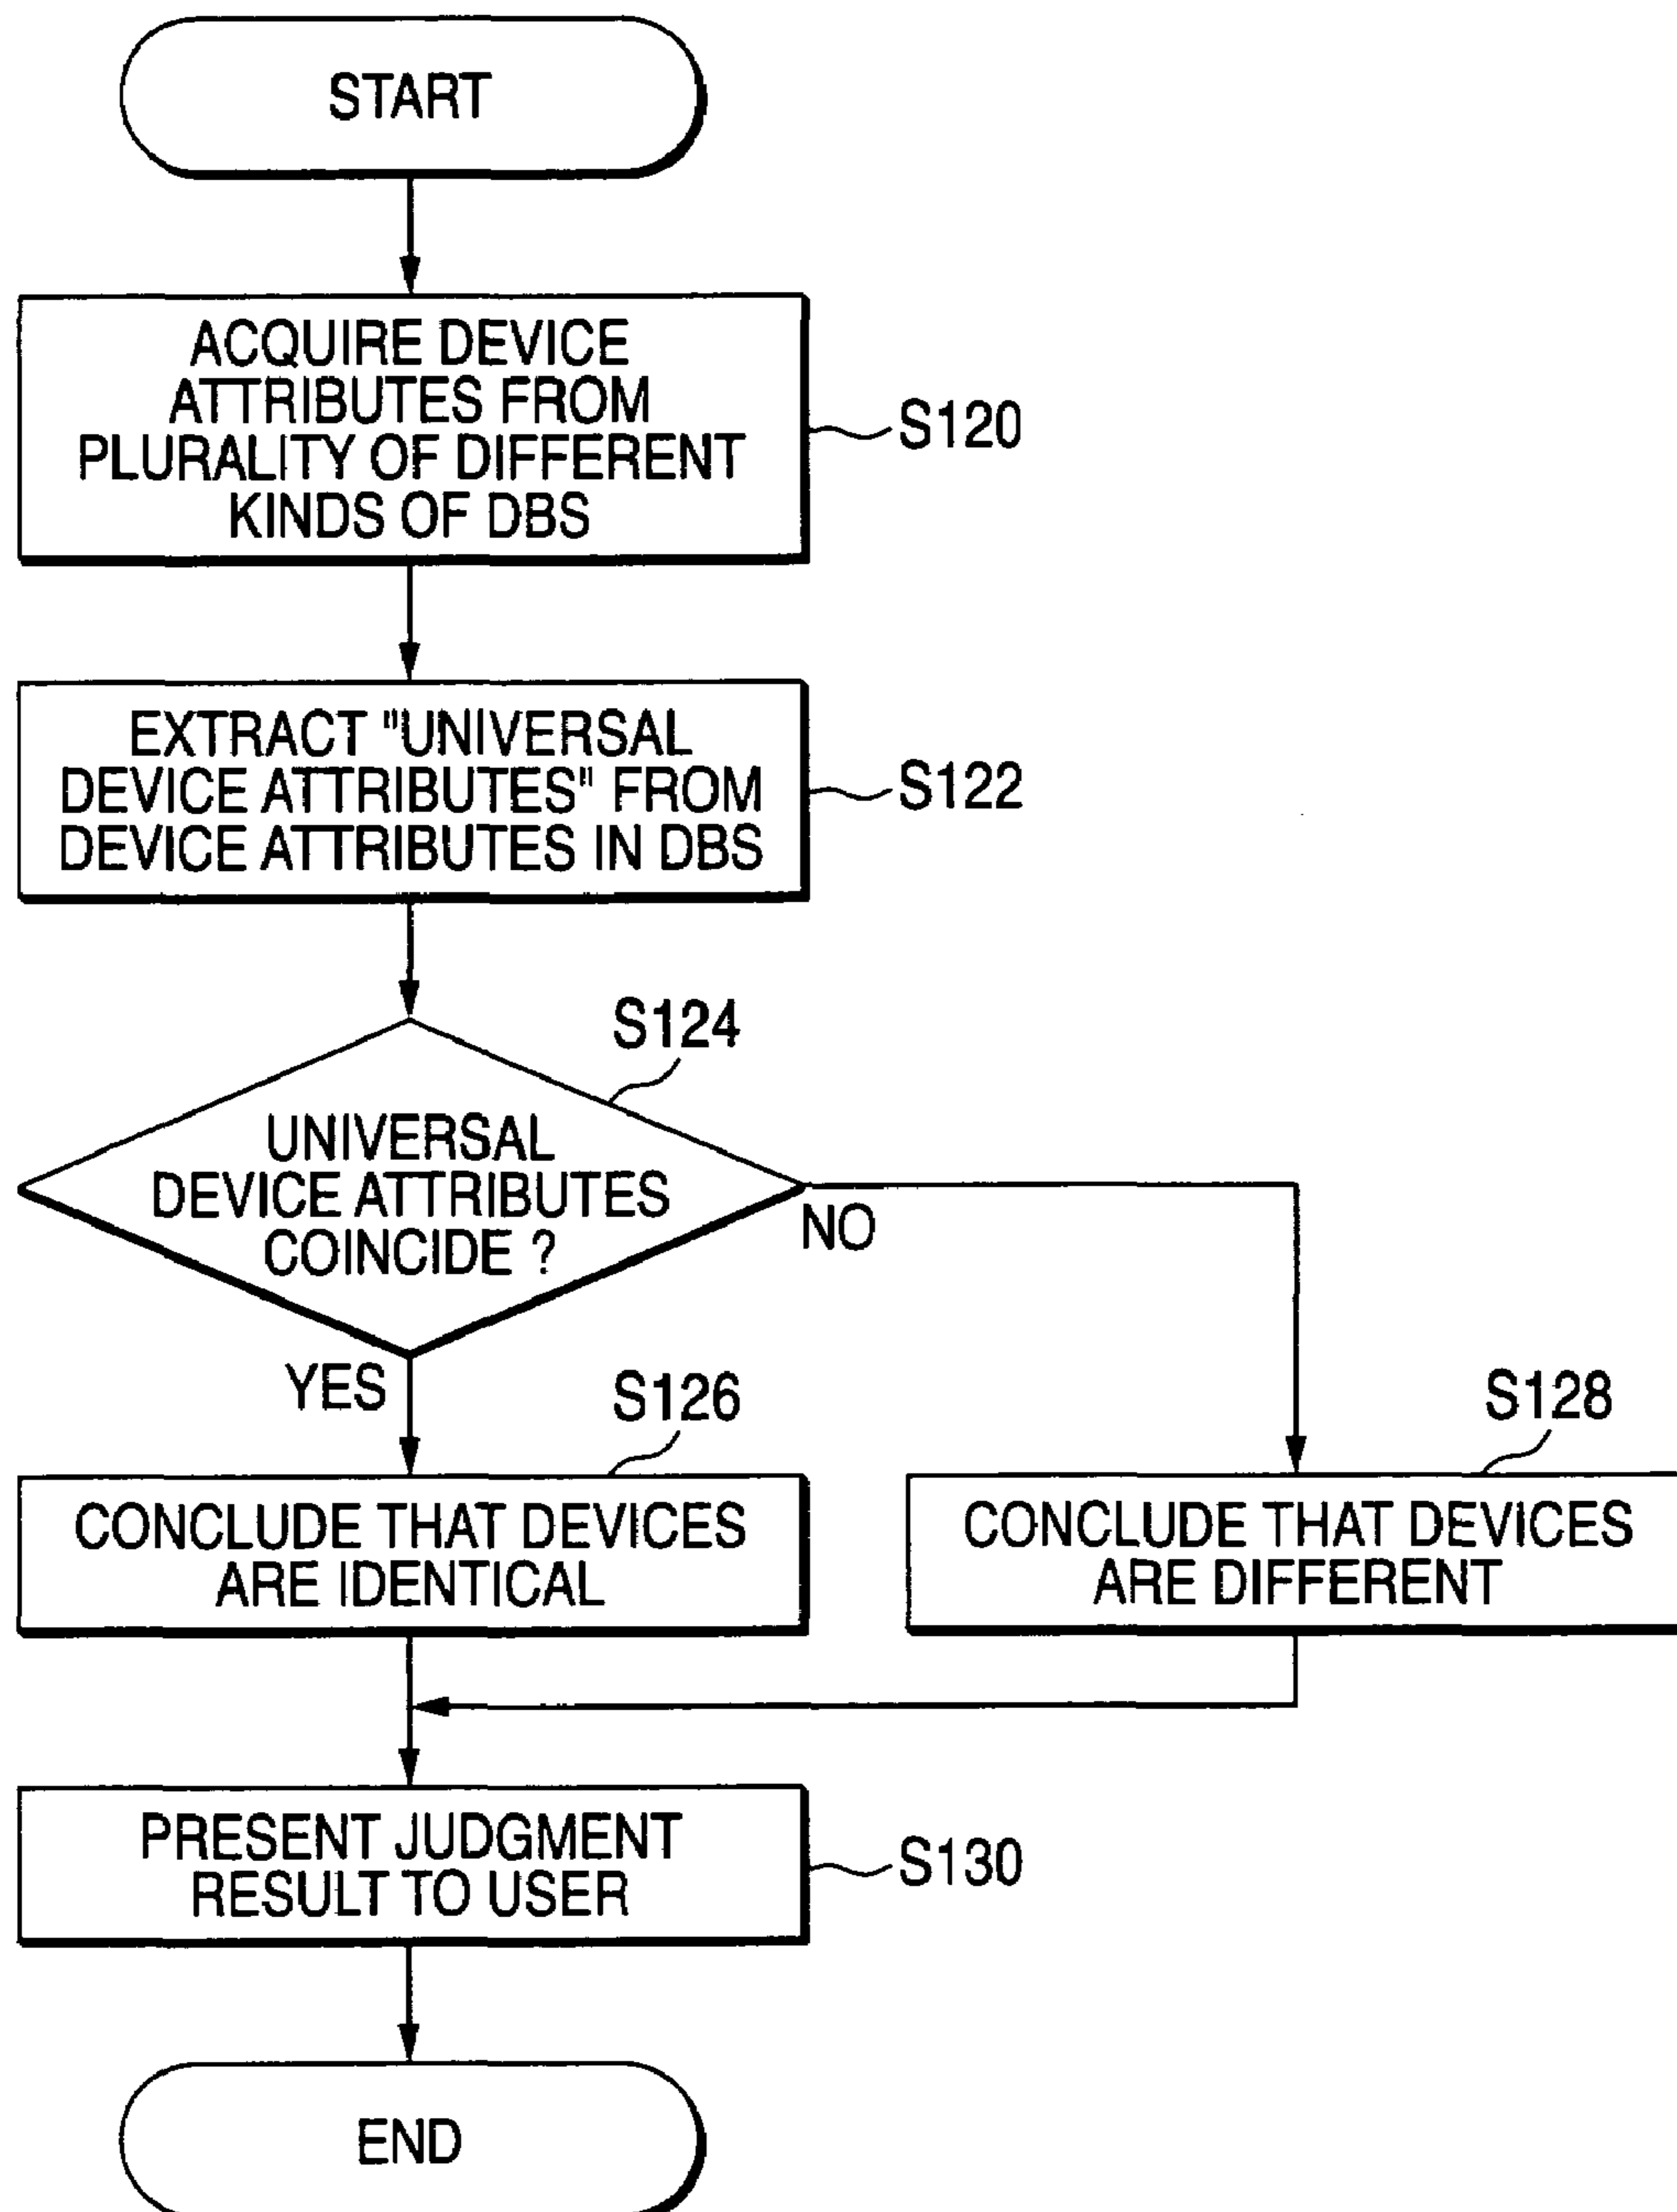 START
ACQUIRE DEVICE
ATTRIBUTES FROM
PLURALITY OF DIFFERENT
KINDS OF DBS
S120
EXTRACT "UNIVERSAL
DEVICE ATTRIBUTES" FROM
DEVICE ATTRIBUTES IN DBS
S122
S124
UNIVERSAL
DEVICE ATTRIBUTES
COINCIDE ?
NO
YES
S126
S128
CONCLUDE THAT DEVICES
ARE IDENTICAL
CONCLUDE THAT DEVICES
ARE DIFFERENT
PRESENT JUDGMENT
RESULT TO USER
S130
END